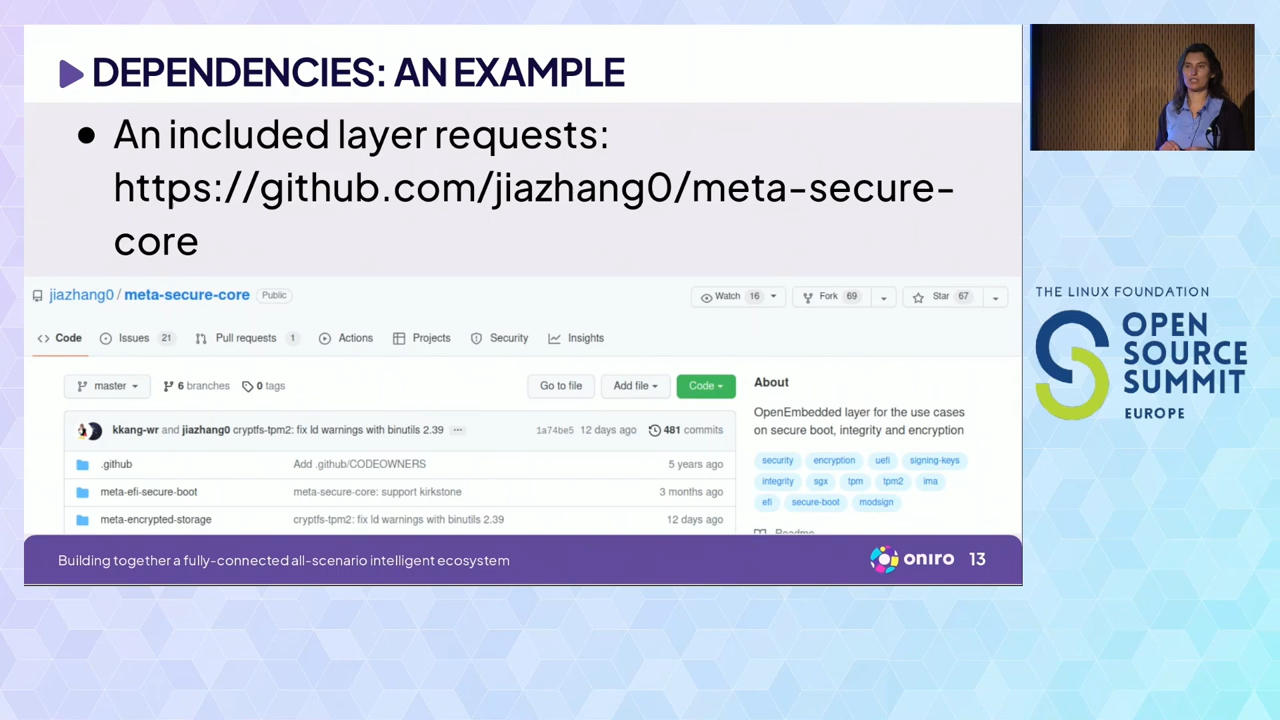 DEPENDENCIES: AN EXAMPLE
An included layer requests:
https://github.com/jiazhang0/meta-secure-
core
jiazhang0 / meta-secure-core Public
Watch 16 Fork 69 Star 67
Code Issues 21 Pull requests 1 Actions Projects Security Insights
master 6 branches 0 tags Go to file Add file Code
kkang-wr and jiazhang0 cryptfs-tpm2: fix ld warnings with binutils 2.39 ... 1a74be5 12 days ago 481 commits
.github Add .github/CODEOWNERS 5 years ago
meta-efi-secure-boot meta-secure-core: support kirkstone 3 months ago
meta-encrypted-storage cryptfs-tpm2: fix ld warnings with binutils 2.39 12 days ago
About
OpenEmbedded layer for the use cases
on secure boot, integrity and encryption
security encryption uefi signing-keys
integrity sgx tpm tpm2 ima
efi secure-boot modsign
Readme
Building together a fully-connected all-scenario intelligent ecosystem
oniro 13
THE LINUX FOUNDATION
OPEN
SOURCE
SUMMIT
EUROPE